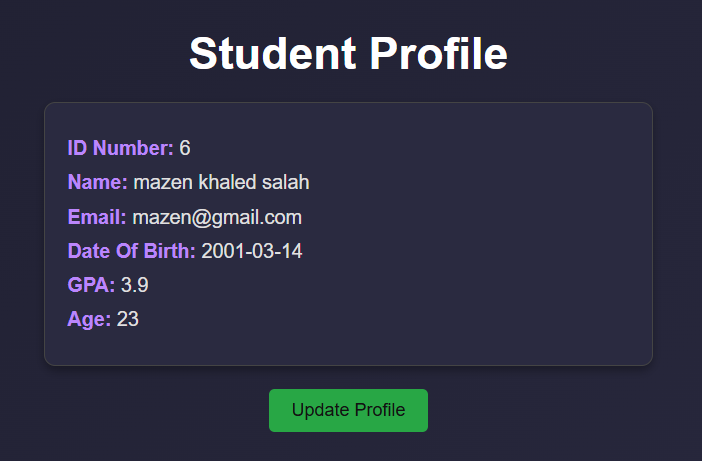 Student Profile
ID Number: 6
Name: mazen khaled salah
Email: mazen@gmail.com
Date Of Birth: 2001-03-14
GPA: 3.9
Age: 23
Update Profile